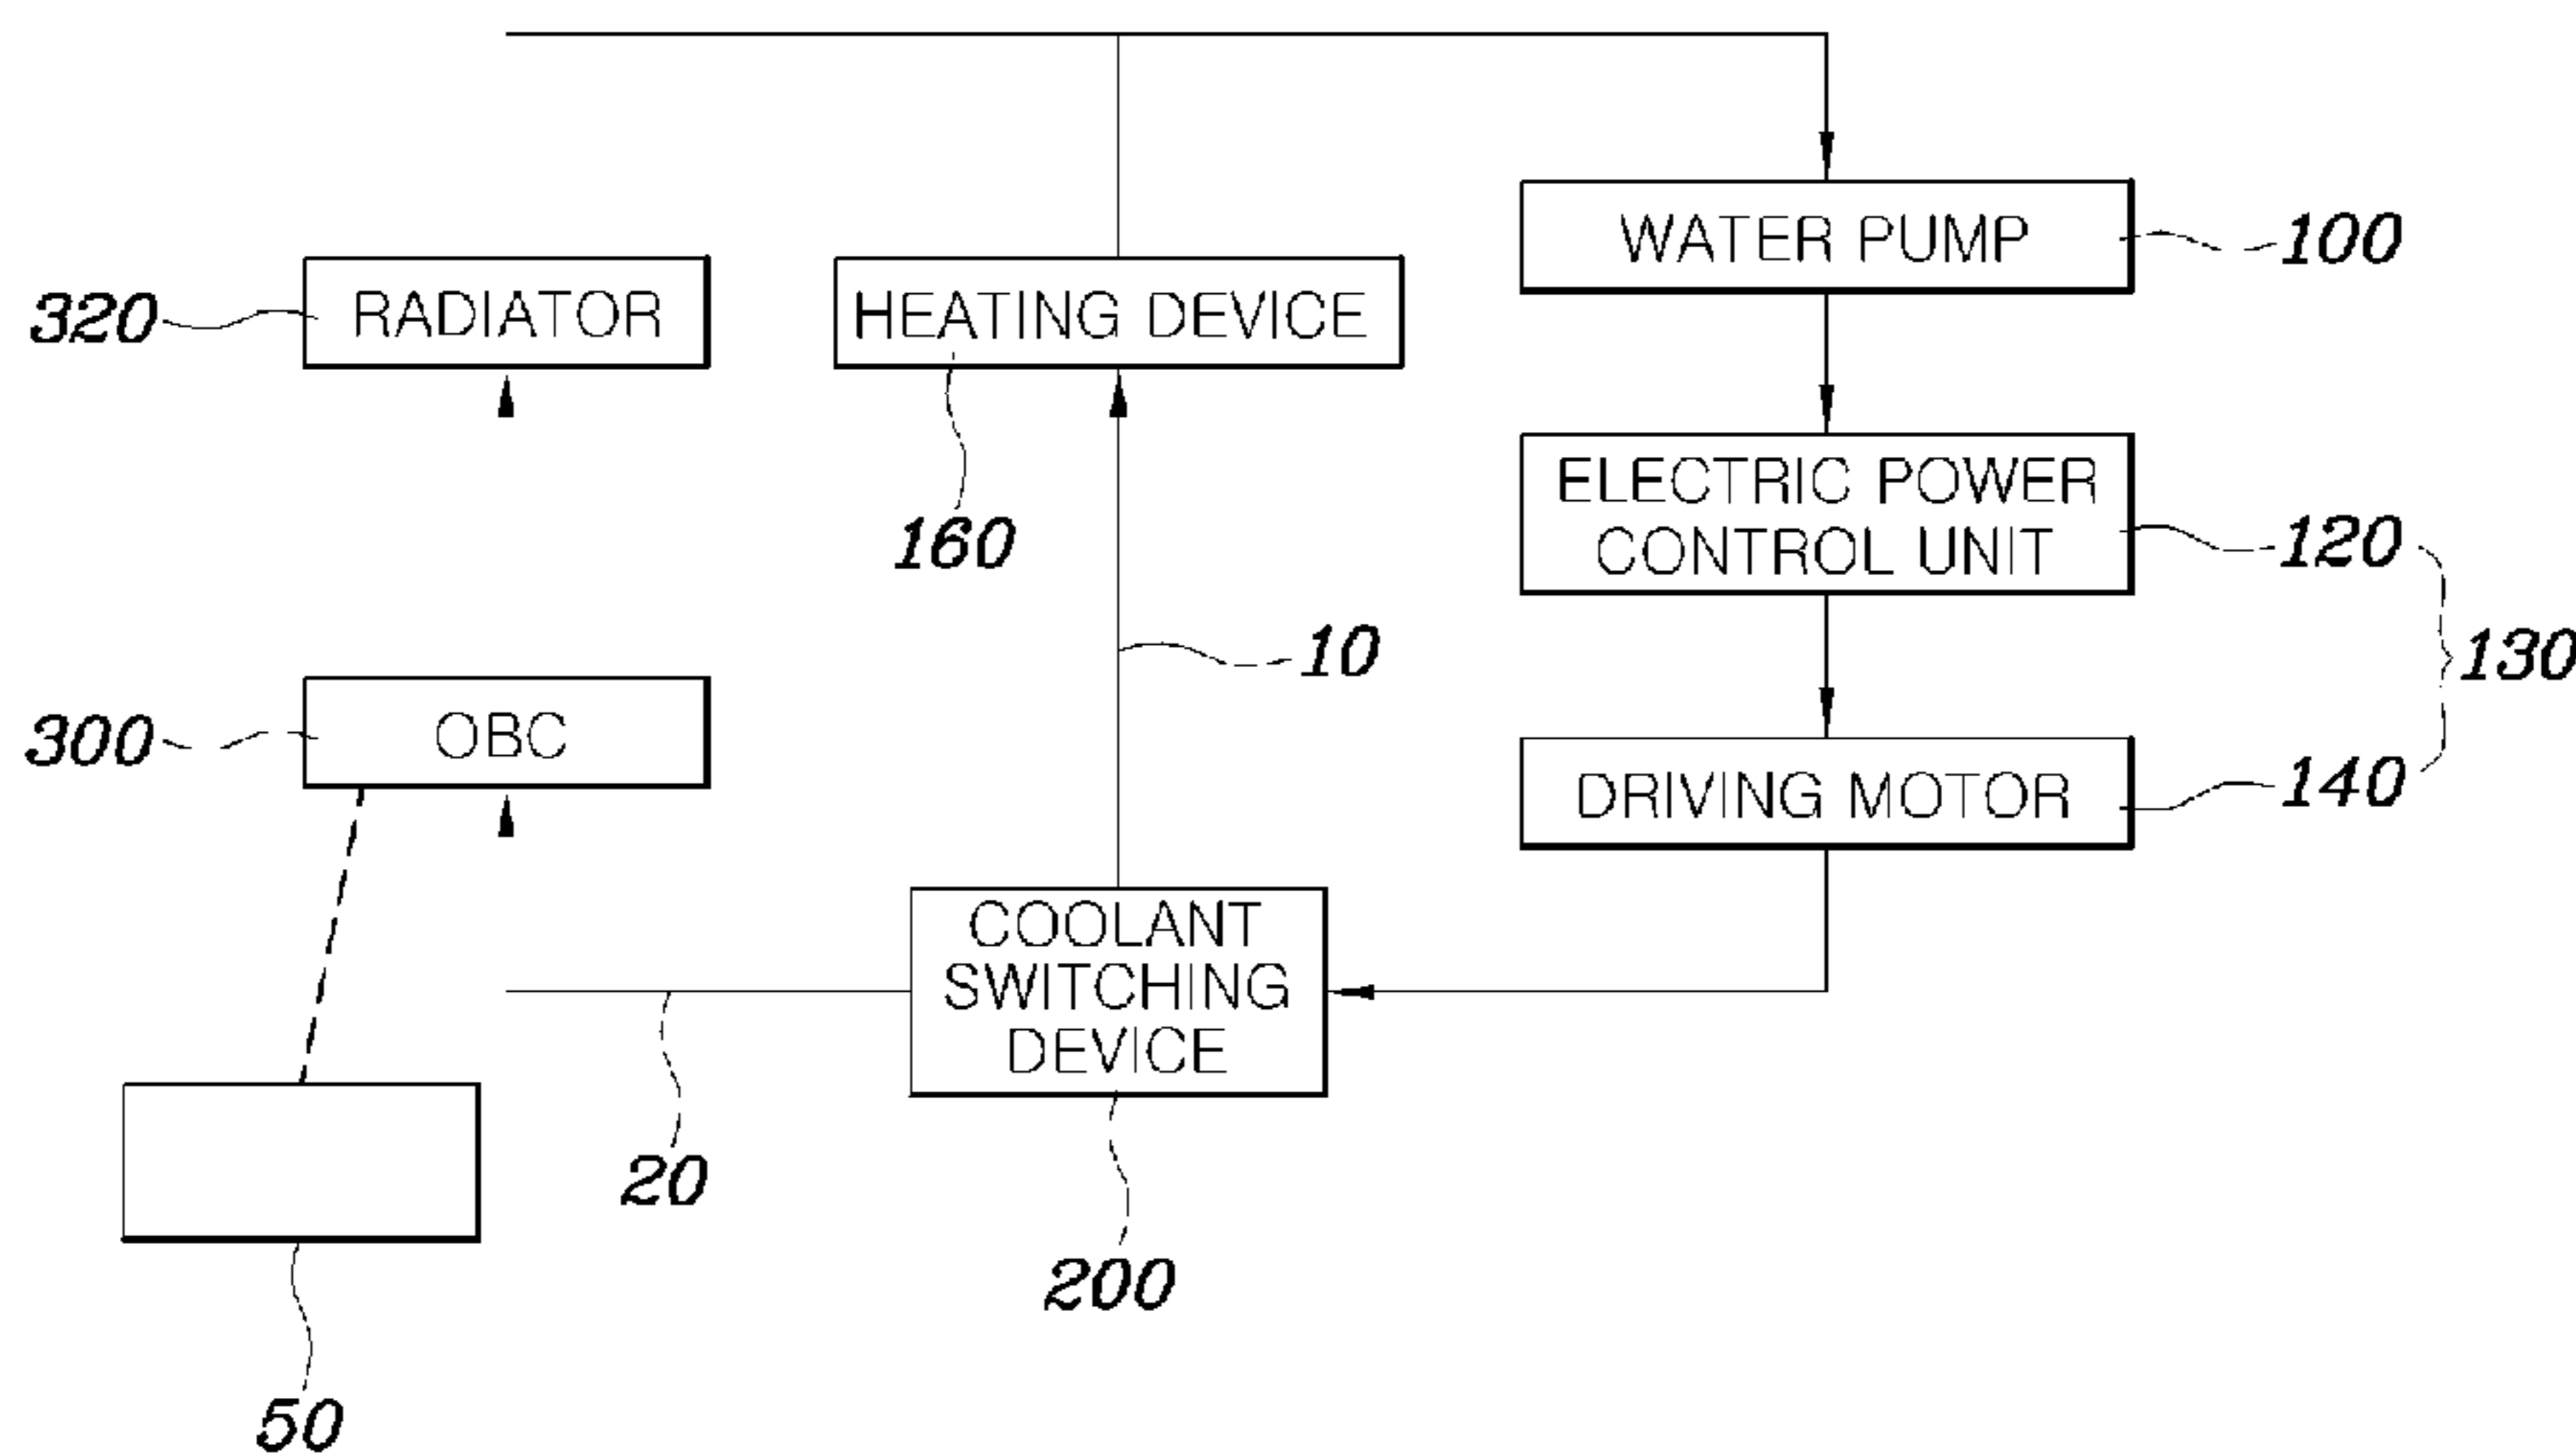 WATER PUMP
100
320
RADIATOR
HEATING DEVICE
160
ELECTRIC POWER
CONTROL UNIT
120
130
10
300
OBC
DRIVING MOTOR
140
COOLANT
SWITCHING
DEVICE
20
200
50